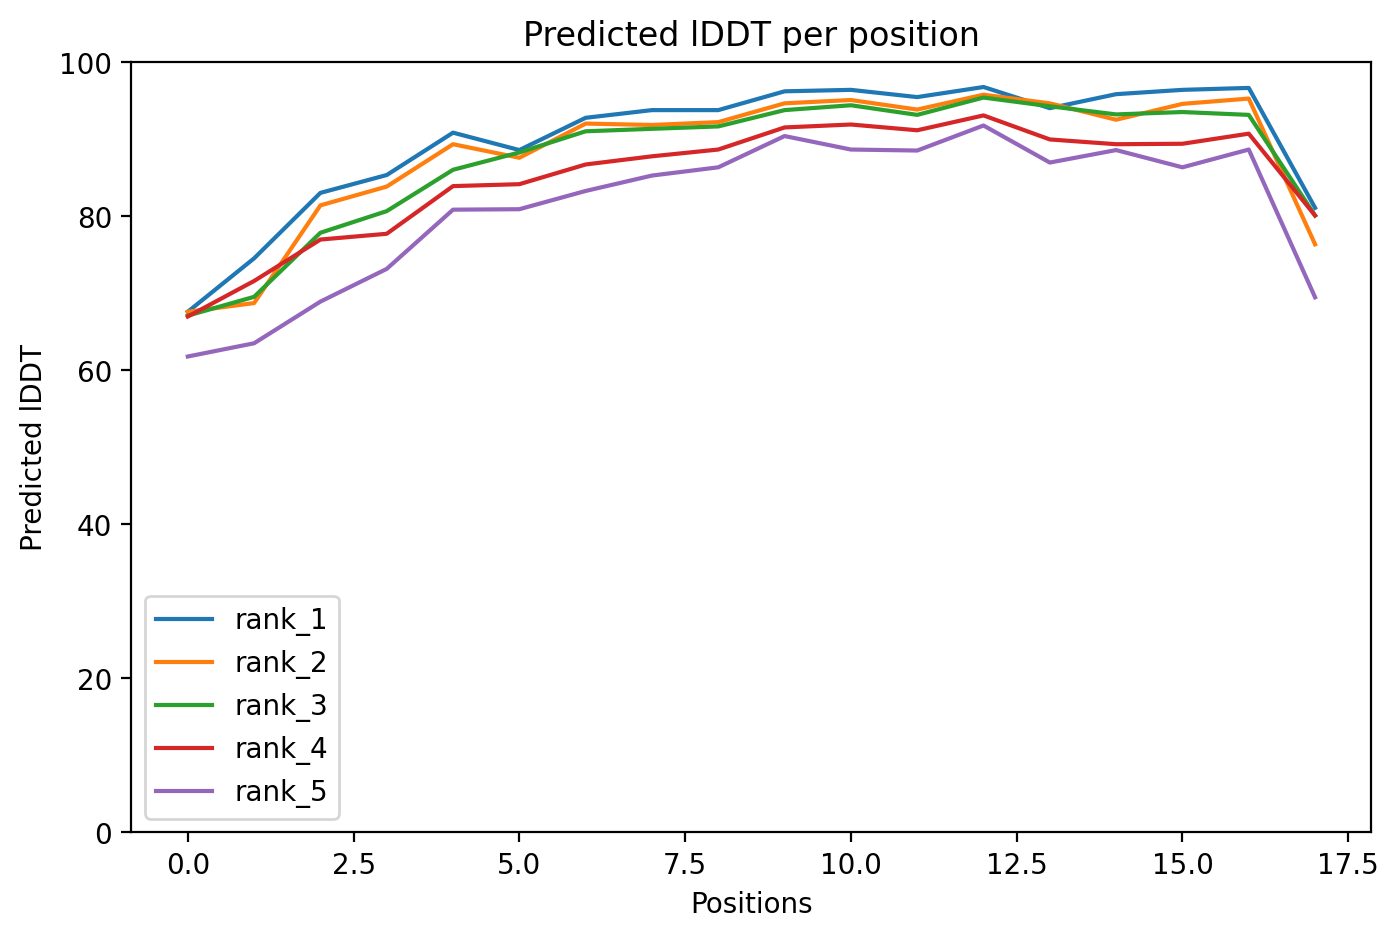 Predicted lDDT per position
Predicted lDDT
100
80
60
40
20
0
rank_1
rank_2
rank_3
rank_4
rank_5
0.0 2.5 5.0 7.5 10.0 12.5 15.0 17.5
Positions